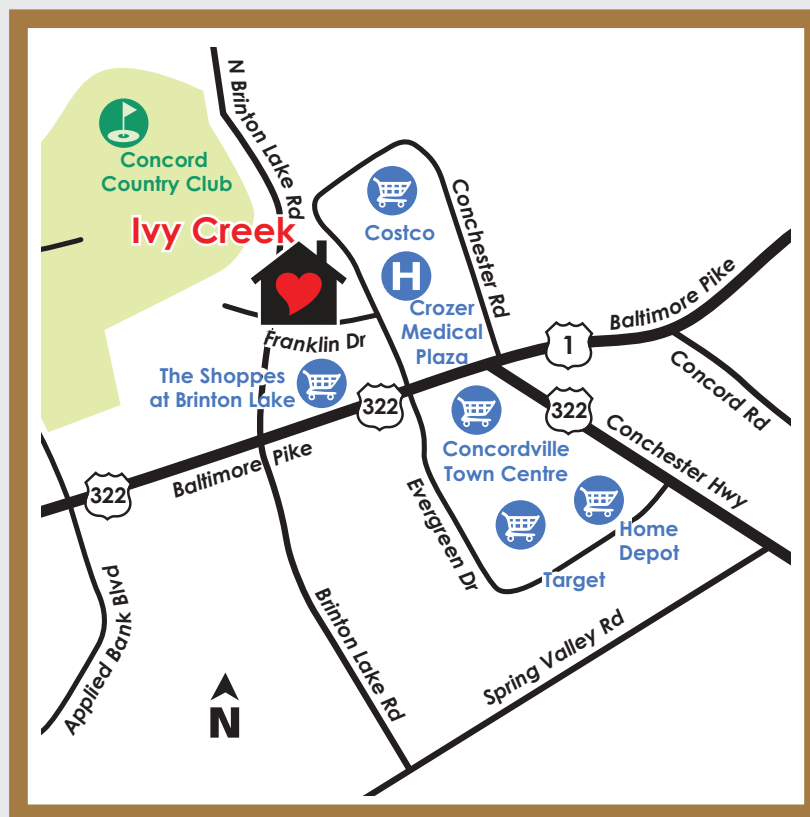 N Brinton Lake Rd
Concord
Country Club
Ivy Creek
Costco
Conchester Rd
H
Crozer
Medical
Plaza
Baltimore Pike
1
Franklin Dr
The Shoppes
at Brinton Lake
322
322
Concord Rd
Concordville
Town Centre
Conchester Hwy
Baltimore Pike
322
Evergreen Dr
Home
Depot
Target
Applied Bank Blvd
Brinton Lake Rd
Spring Valley Rd
N